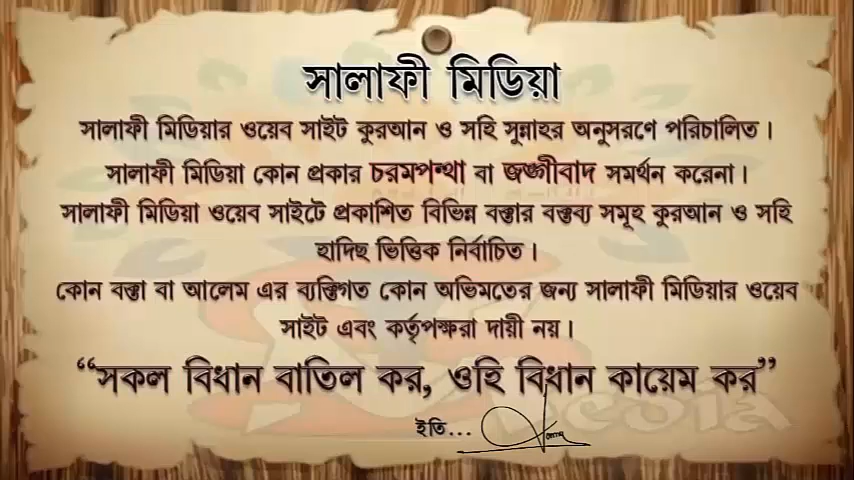 সালাফী মিডিয়া
সালাফী মিডিয়ার ওয়েব সাইট কুরআন ও সহি সুন্নাহর অনুসরণে পরিচালিত।
সালাফী মিডিয়া কোন প্রকার চরমপন্থা বা জঙ্গীবাদ সমর্থন করেনা।
সালাফী মিডিয়া ওয়েব সাইটে প্রকাশিত বিভিন্ন বক্তার বক্তব্য সমূহ কুরআন ও সহি
হাদিছ ভিত্তিক নির্বাচিত।
কোন বক্তা বা আলেম এর ব্যক্তিগত কোন অভিমতের জন্য সালাফী মিডিয়ার ওয়েব
সাইট এবং কর্তৃপক্ষরা দায়ী নয়।
“সকল বিধান বাতিল কর, ওহি বিধান কায়েম কর”
ইতি...